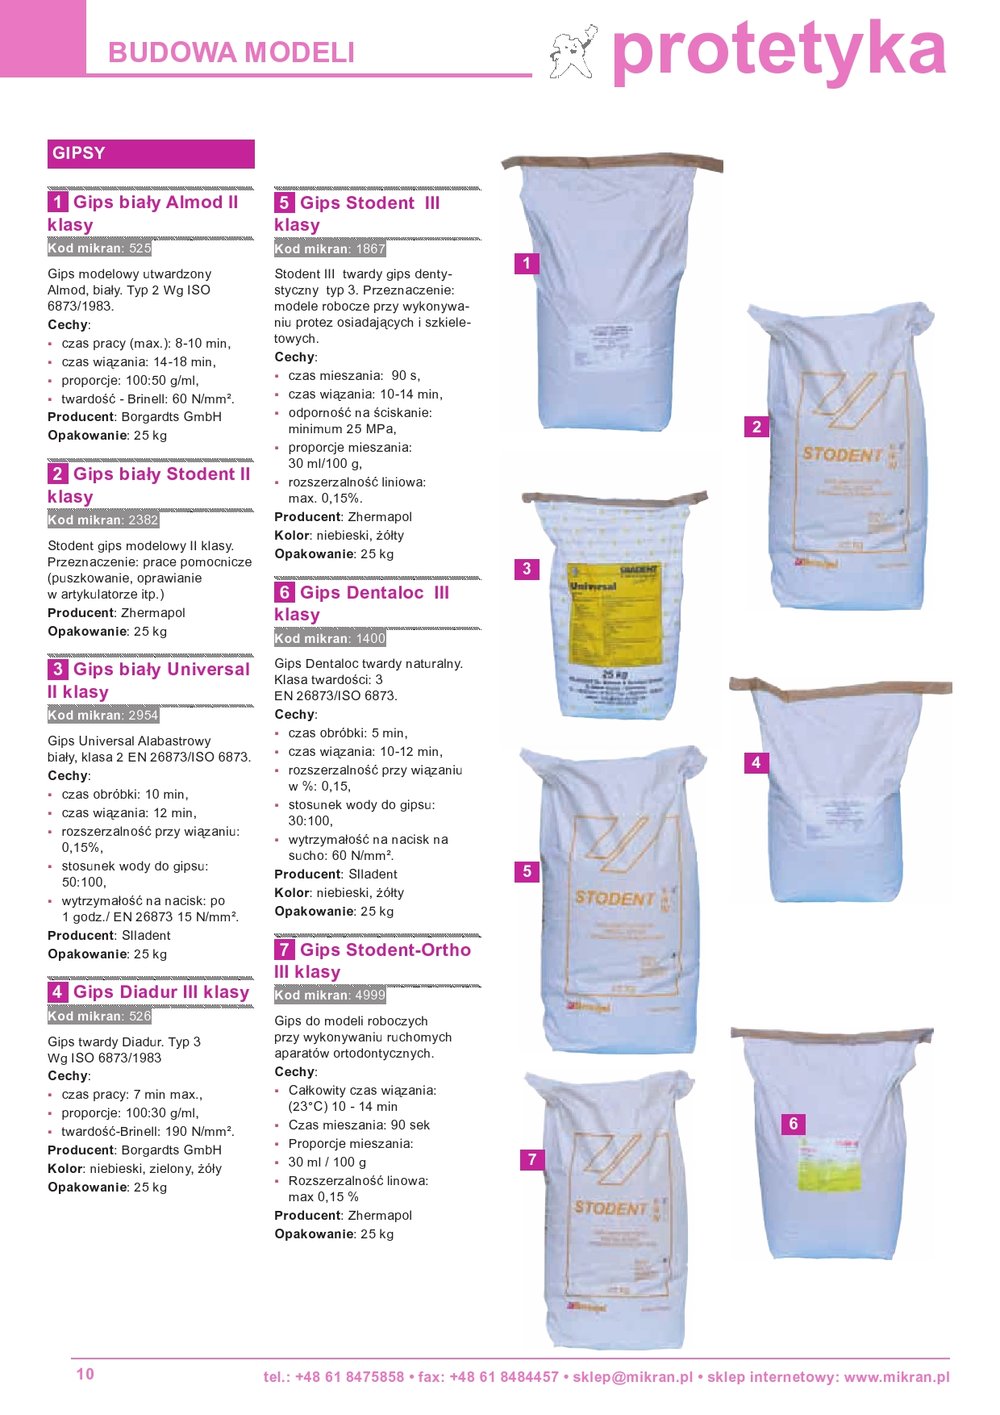 BUDOWA MODELI
protetyka
GIPSY
1 Gips biały Almod II
klasy
Kod mikran: 525
Gips modelowy utwardzony
Almod, biały. Typ 2 Wg ISO
6873/1983.
Cechy:
▪ czas pracy (max.): 8-10 min,
▪ czas wiązania: 14-18 min,
▪ proporcje: 100:50 g/ml,
▪ twardość - Brinell: 60 N/mm².
Producent: Borgardts GmbH
Opakowanie: 25 kg
2 Gips biały Stodent II
klasy
Kod mikran: 2382
Stodent gips modelowy II klasy.
Przeznaczenie: prace pomocnicze
(puszkowanie, oprawianie
w artykulatorze itp.)
Producent: Zhermapol
Opakowanie: 25 kg
3 Gips biały Universal
II klasy
Kod mikran: 2954
Gips Universal Alabastrowy
biały, klasa 2 EN 26873/ISO 6873.
Cechy:
▪ czas obróbki: 10 min,
▪ czas wiązania: 12 min,
▪ rozszerzalność przy wiązaniu:
0,15%,
▪ stosunek wody do gipsu:
50:100,
▪ wytrzymałość na nacisk: po
1 godz./ EN 26873 15 N/mm².
Producent: SIladent
Opakowanie: 25 kg
4 Gips Diadur III klasy
Kod mikran: 526
Gips twardy Diadur. Typ 3
Wg ISO 6873/1983
Cechy:
▪ czas pracy: 7 min max.,
▪ proporcje: 100:30 g/ml,
▪ twardość-Brinell: 190 N/mm².
Producent: Borgardts GmbH
Kolor: niebieski, zielony, żóły
Opakowanie: 25 kg
5 Gips Stodent III
klasy
Kod mikran: 1867
Stodent III twardy gips denty-
styczny typ 3. Przeznaczenie:
modele robocze przy wykonywa-
niu protez osiadających i szkiele-
towych.
Cechy:
▪ czas mieszania: 90 s,
▪ czas wiązania: 10-14 min,
▪ odporność na ściskanie:
minimum 25 MPa,
▪ proporcje mieszania:
30 ml/100 g,
▪ rozszerzalność liniowa:
max. 0,15%.
Producent: Zhermapol
Kolor: niebieski, żółty
Opakowanie: 25 kg
6 Gips Dentaloc III
klasy
Kod mikran: 1400
Gips Dentaloc twardy naturalny.
Klasa twardości: 3
EN 26873/ISO 6873.
Cechy:
▪ czas obróbki: 5 min,
▪ czas wiązania: 10-12 min,
▪ rozszerzalność przy wiązaniu
w %: 0,15,
▪ stosunek wody do gipsu:
30:100,
▪ wytrzymałość na nacisk na
sucho: 60 N/mm².
Producent: SIladent
Kolor: niebieski, żółty
Opakowanie: 25 kg
7 Gips Stodent-Ortho
III klasy
Kod mikran: 4999
Gips do modeli roboczych
przy wykonywaniu ruchomych
aparatów ortodontycznych.
Cechy:
▪ Całkowity czas wiązania:
(23°C) 10 - 14 min
▪ Czas mieszania: 90 sek
▪ Proporcje mieszania:
▪ 30 ml / 100 g
▪ Rozszerzalność linowa:
max 0,15 %
Producent: Zhermapol
Opakowanie: 25 kg
1
2
STODENT
3
SILADENT
Universal
25 kg
4
5
STODENT
6
7
STODENT
10
tel.: +48 61 8475858 • fax: +48 61 8484457 • sklep@mikran.pl • sklep internetowy: www.mikran.pl